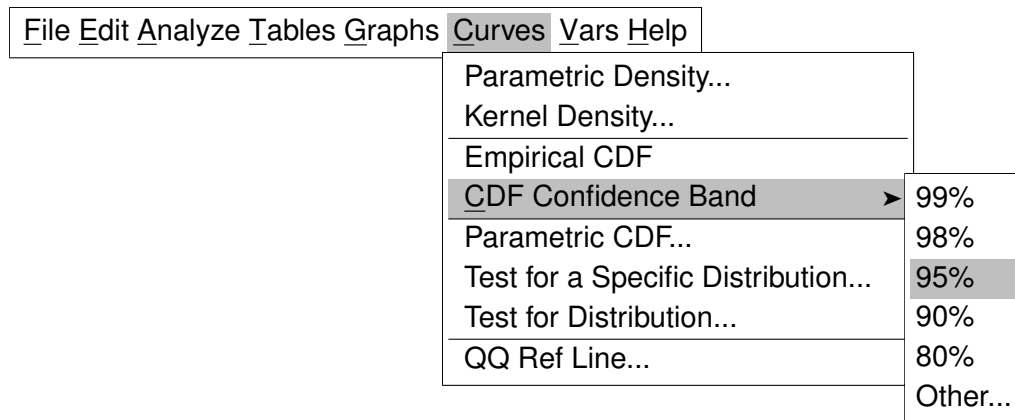 File Edit Analyze Tables Graphs Curves Vars Help
Parametric Density...
Kernel Density...
Empirical CDF
CDF Confidence Band ➤
Parametric CDF...
Test for a Specific Distribution...
Test for Distribution...
QQ Ref Line...
99%
98%
95%
90%
80%
Other...